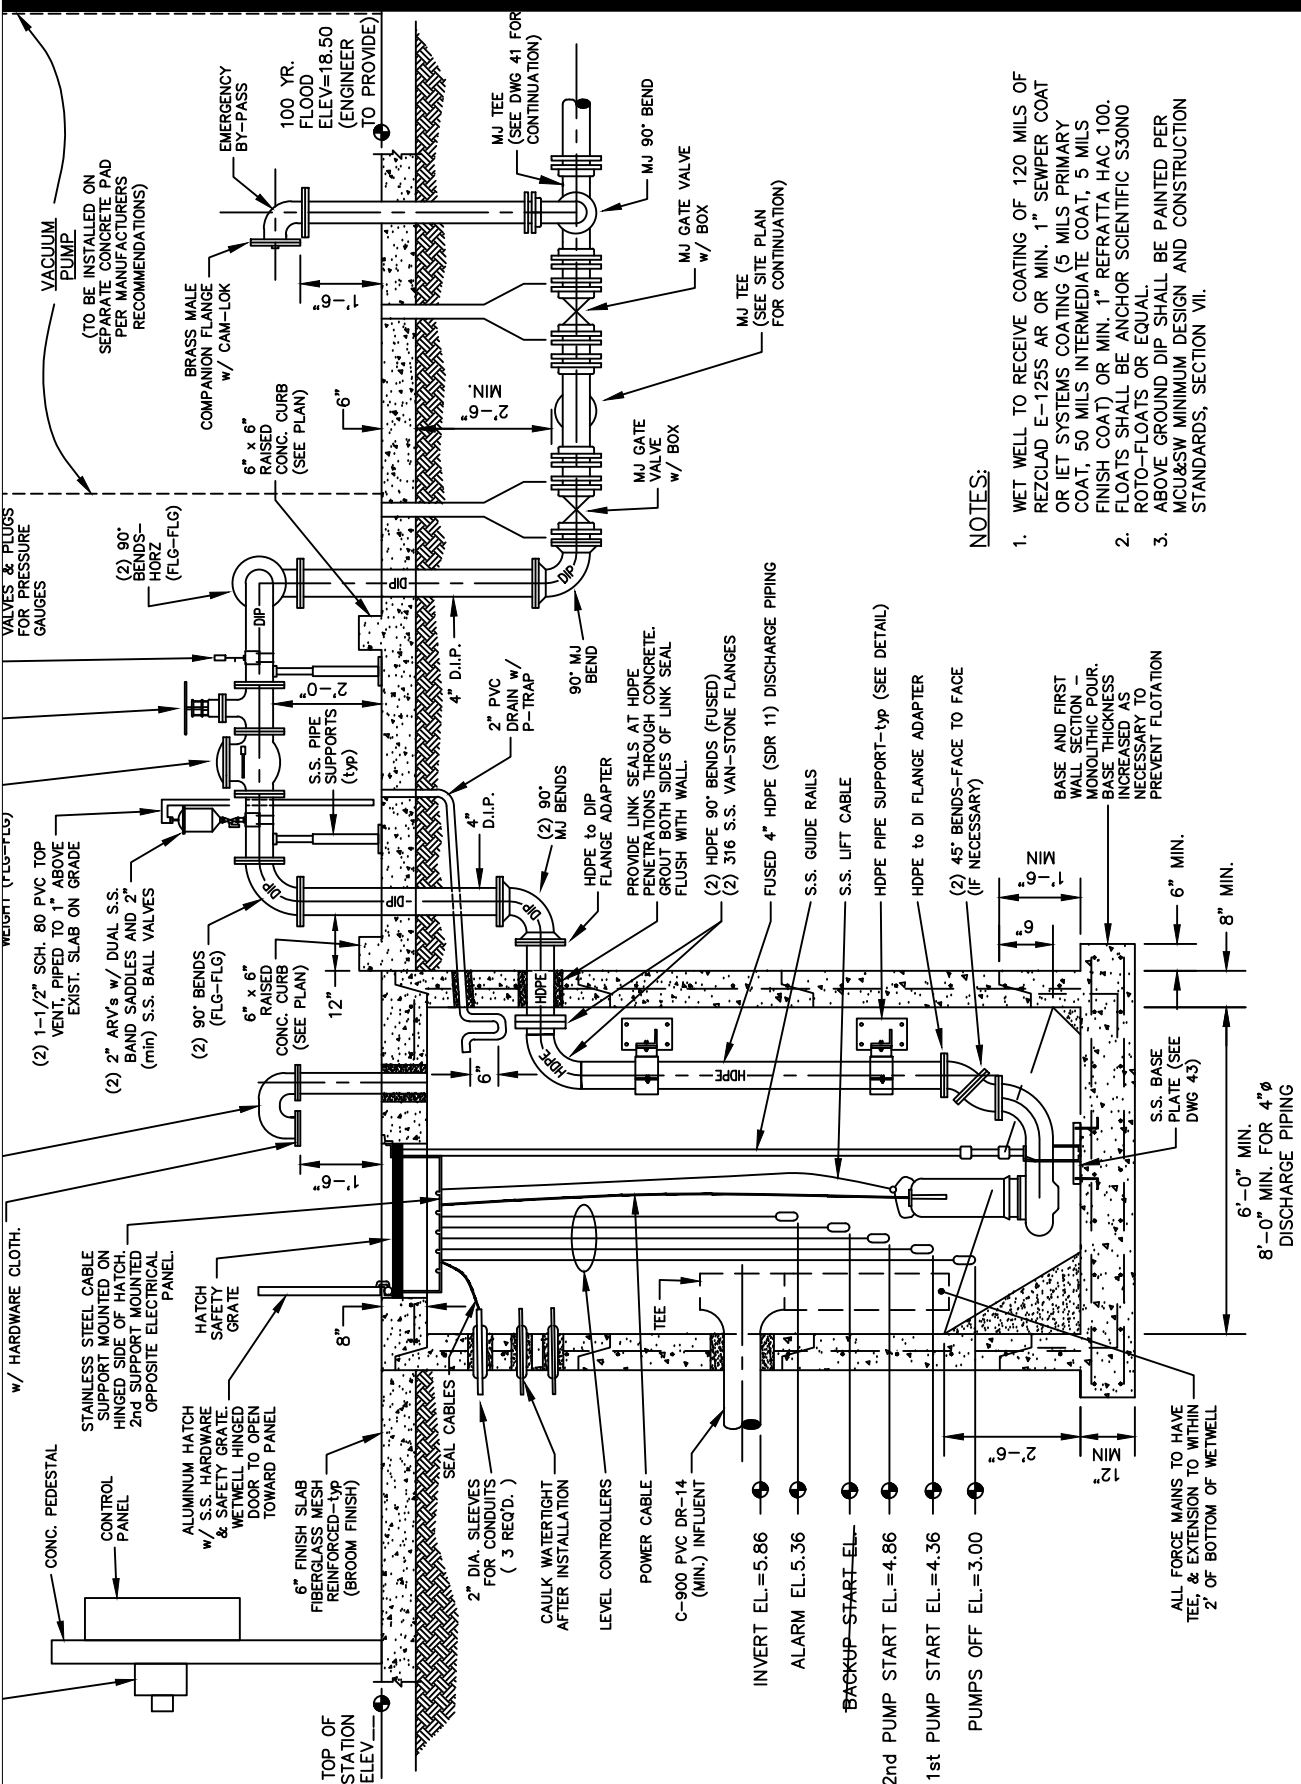 w/ HARDWARE CLOTH.
WEIGHT (FLG-FLG)
VALVES & PLUGS
FOR PRESSURE
GAUGES
VACUUM
PUMP
(TO BE INSTALLED ON
SEPARATE CONCRETE PAD
PER MANUFACTURERS
RECOMMENDATIONS)
CONC. PEDESTAL
CONTROL
PANEL
STAINLESS STEEL CABLE
SUPPORT MOUNTED ON
HINGED SIDE OF HATCH.
2nd SUPPORT MOUNTED
OPPOSITE ELECTRICAL
PANEL.
(2) 1-1/2" SCH. 80 PVC TOP
VENT, PIPED TO 1" ABOVE
EXIST. SLAB ON GRADE
(2) 2" ARV's w/ DUAL S.S.
BAND SADDLES AND 2"
(min) S.S. BALL VALVES
(2) 90° BENDS
(FLG-FLG)
(2) 90°
BENDS-
HORZ
(FLG-FLG)
BRASS MALE
COMPANION FLANGE
w/ CAM-LOK
EMERGENCY
BY-PASS
100 YR.
FLOOD
ELEV=18.50
(ENGINEER
TO PROVIDE)
ALUMINUM HATCH
w/ S.S. HARDWARE
& SAFETY GRATE.
WETWELL HINGED
DOOR TO OPEN
TOWARD PANEL
HATCH
SAFETY
GRATE
6" x 6"
RAISED
CONC. CURB
(SEE PLAN)
6" x 6"
RAISED
CONC. CURB
(SEE PLAN)
6" FINISH SLAB
FIBERGLASS MESH
REINFORCED-typ
(BROOM FINISH)
TOP OF
STATION
ELEV.
8"
1'-6"
12"
S.S. PIPE
SUPPORTS
(typ)
2'-0"
6"
1'-6"
2'-6"
MIN.
DIP
DIP
DIP
DIP
DIP
DIP
HDPE
HDPE
HDPE
SEAL CABLES
2" DIA. SLEEVES
FOR CONDUITS
( 3 REQ'D. )
CAULK WATERTIGHT
AFTER INSTALLATION
LEVEL CONTROLLERS
POWER CABLE
C-900 PVC DR-14
(MIN.) INFLUENT
TEE
6"
4"
D.I.P.
4" D.I.P.
2" PVC
DRAIN w/
P-TRAP
(2) 90°
MJ BENDS
90° MJ
BEND
MJ GATE
VALVE
w/ BOX
MJ TEE
(SEE SITE PLAN
FOR CONTINUATION)
MJ GATE VALVE
w/ BOX
MJ 90° BEND
MJ TEE
(SEE DWG 41 FOR
CONTINUATION)
HDPE to DIP
FLANGE ADAPTER
PROVIDE LINK SEALS AT HDPE
PENETRATIONS THROUGH CONCRETE.
GROUT BOTH SIDES OF LINK SEAL
FLUSH WITH WALL.
(2) HDPE 90° BENDS (FUSED)
(2) 316 S.S. VAN-STONE FLANGES
FUSED 4" HDPE (SDR 11) DISCHARGE PIPING
S.S. GUIDE RAILS
S.S. LIFT CABLE
HDPE PIPE SUPPORT-typ (SEE DETAIL)
HDPE to DI FLANGE ADAPTER
(2) 45° BENDS-FACE TO FACE
(IF NECESSARY)
INVERT EL.=5.86
ALARM EL.5.36
BACKUP START EL.
2nd PUMP START EL.=4.86
1st PUMP START EL.=4.36
PUMPS OFF EL.=3.00
2'-6"
12"
MIN
6"
1'-6"
MIN
BASE AND FIRST
WALL SECTION -
MONOLITHIC POUR.
BASE THICKNESS
INCREASED AS
NECESSARY TO
PREVENT FLOTATION
S.S. BASE
PLATE (SEE
DWG 43)
6" MIN.
8" MIN.
ALL FORCE MAINS TO HAVE
TEE, & EXTENSION TO WITHIN
2' OF BOTTOM OF WETWELL
6'-0" MIN.
8'-0" MIN. FOR 4"ø
DISCHARGE PIPING
NOTES:
1. WET WELL TO RECEIVE COATING OF 120 MILS OF
REZCLAD E-125S AR OR MIN. 1" SEWPER COAT
OR IET SYSTEMS COATING (5 MILS PRIMARY
COAT, 50 MILS INTERMEDIATE COAT, 5 MILS
FINISH COAT) OR MIN. 1" REFRATTA HAC 100.
2. FLOATS SHALL BE ANCHOR SCIENTIFIC S30NO
ROTO-FLOATS OR EQUAL.
3. ABOVE GROUND DIP SHALL BE PAINTED PER
MCU&SW MINIMUM DESIGN AND CONSTRUCTION
STANDARDS, SECTION VII.